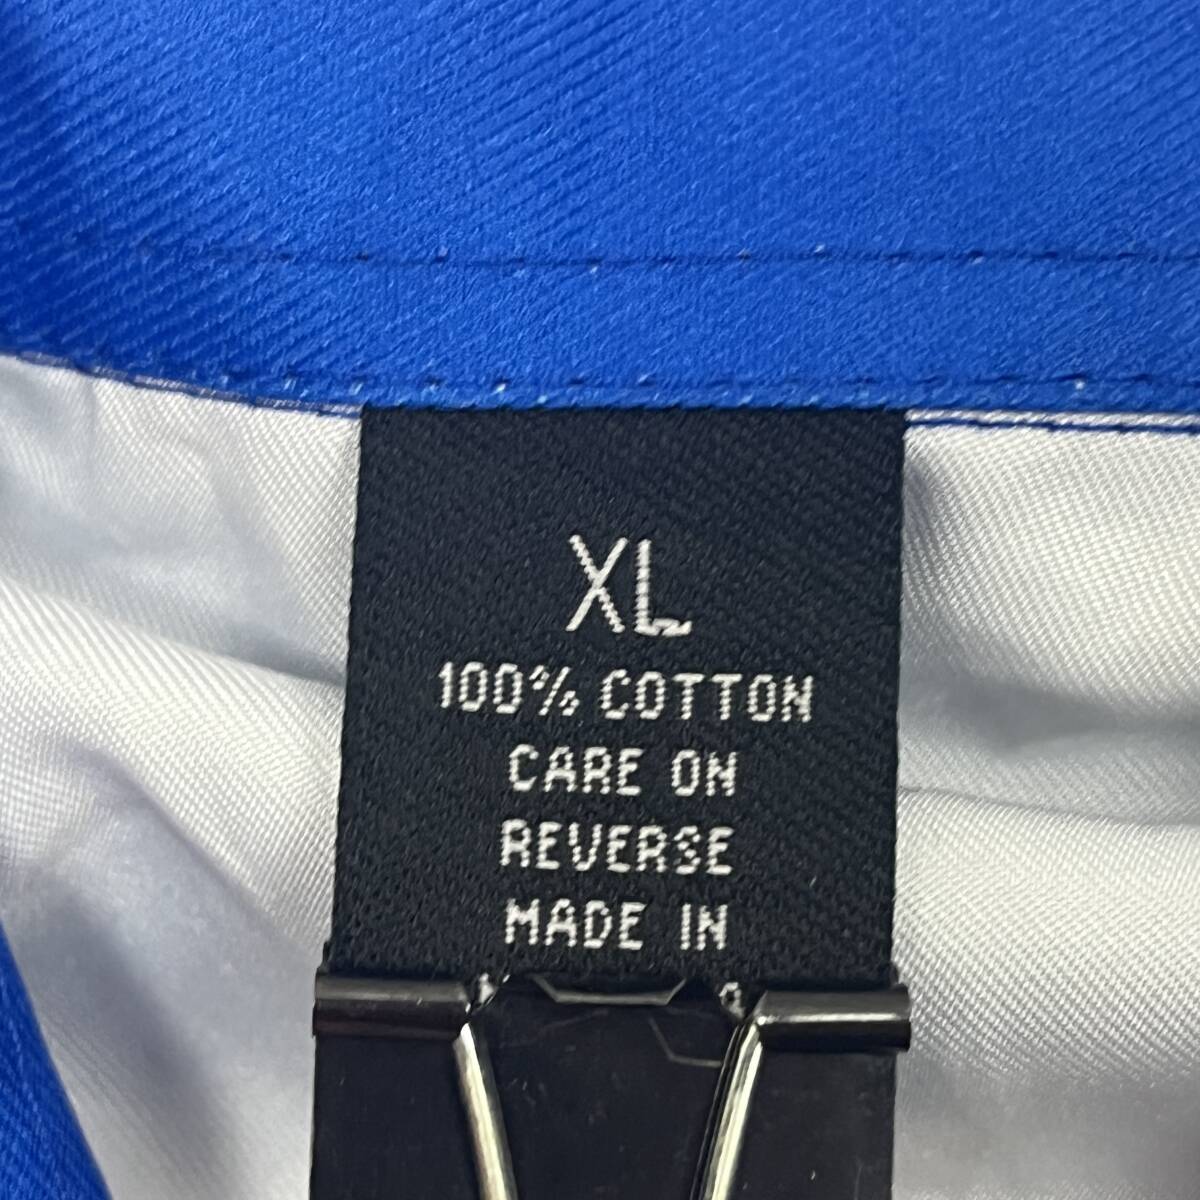 XL
100% COTTON
CARE ON
REVERSE
MADE IN